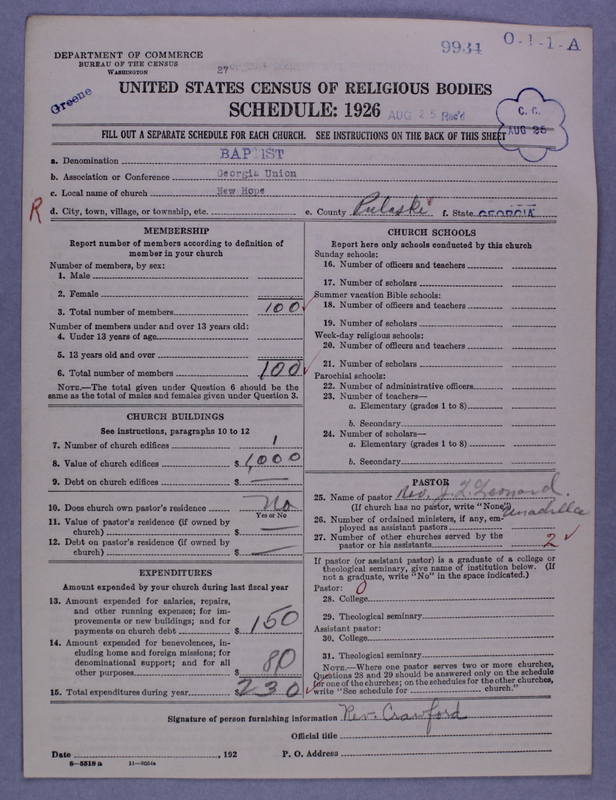 DEPARTMENT OF COMMERCE
BUREAU OF THE CENSUS
WASHINGTON
27
9934
O-1-1-A
Greene
UNITED STATES CENSUS OF RELIGIOUS BODIES
SCHEDULE: 1926
AUG 25 Rec'd
C. C.
AUG 25
FILL OUT A SEPARATE SCHEDULE FOR EACH CHURCH. SEE INSTRUCTIONS ON THE BACK OF THIS SHEET
a. Denomination BAPTIST
b. Association or Conference Georgia Union
c. Local name of church New Hope
R
d. City, town, village, or township, etc. e. County Pulaski f. State GEORGIA
MEMBERSHIP
Report number of members according to definition of
member in your church
Number of members, by sex:
1. Male
2. Female
3. Total number of members 100
Number of members under and over 13 years old:
4. Under 13 years of age
5. 13 years old and over
6. Total number of members 100
NOTE.—The total given under Question 6 should be the
same as the total of males and females given under Question 3.
CHURCH BUILDINGS
See instructions, paragraphs 10 to 12
7. Number of church edifices 1
8. Value of church edifices $ 1,000
9. Debt on church edifices $ —
10. Does church own pastor's residence No
Yes or No
11. Value of pastor's residence (if owned by
church) $ —
12. Debt on pastor's residence (if owned by
church) $ —
EXPENDITURES
Amount expended by your church during last fiscal year
13. Amount expended for salaries, repairs,
and other running expenses; for im-
provements or new buildings; and for
payments on church debt $ 150
14. Amount expended for benevolences, in-
cluding home and foreign missions; for
denominational support; and for all
other purposes $ 80
15. Total expenditures during year $ 230
CHURCH SCHOOLS
Report here only schools conducted by this church
Sunday schools:
16. Number of officers and teachers
17. Number of scholars
Summer vacation Bible schools:
18. Number of officers and teachers
19. Number of scholars
Week-day religious schools:
20. Number of officers and teachers
21. Number of scholars
Parochial schools:
22. Number of administrative officers
23. Number of teachers—
a. Elementary (grades 1 to 8)
b. Secondary
24. Number of scholars—
a. Elementary (grades 1 to 8)
b. Secondary
PASTOR
25. Name of pastor Rev. J. L. Leonard.
(If church has no pastor, write "None") Unadilla
26. Number of ordained ministers, if any, em-
ployed as assistant pastors
27. Number of other churches served by the
pastor or his assistants 2
If pastor (or assistant pastor) is a graduate of a college or
theological seminary, give name of institution below. (If
not a graduate, write "No" in the space indicated.)
Pastor: 0
28. College
29. Theological seminary
Assistant pastor:
30. College
31. Theological seminary
NOTE.—Where one pastor serves two or more churches,
Questions 28 and 29 should be answered only on the schedule
for one of the churches; on the schedules for the other churches,
write "See schedule for church."
Signature of person furnishing information Rev. Crawford
Official title
Date , 192 P. O. Address
8—5518a 11—9054a